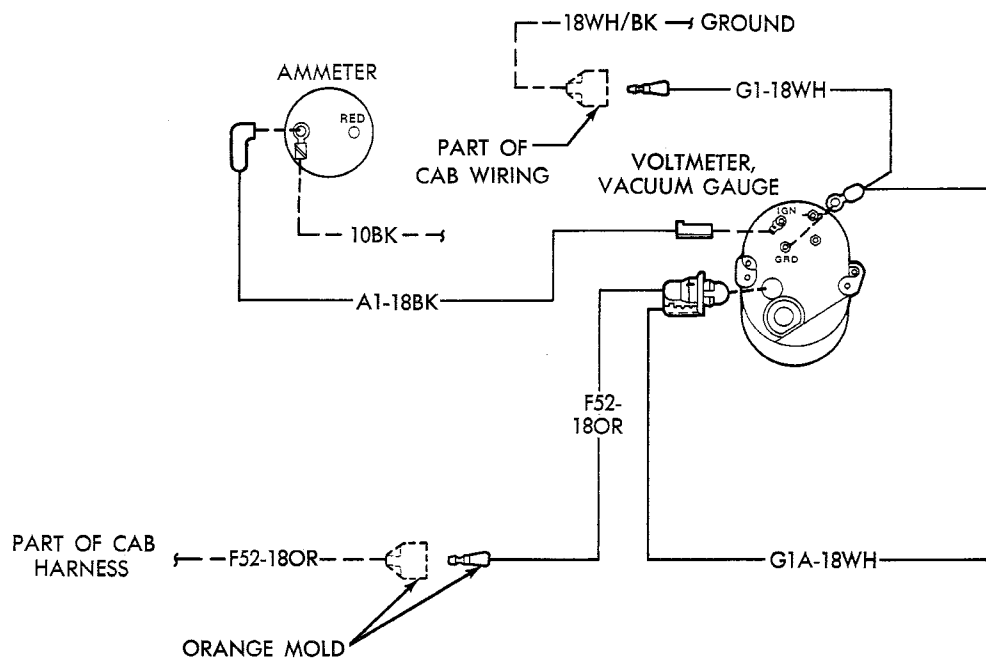 18WH/BK
GROUND
AMMETER
RED
G1-18WH
PART OF
CAB WIRING
VOLTMETER,
VACUUM GAUGE
IGN
GRD
10BK
A1-18BK
F52-
18OR
PART OF CAB
HARNESS
F52-18OR
G1A-18WH
ORANGE MOLD